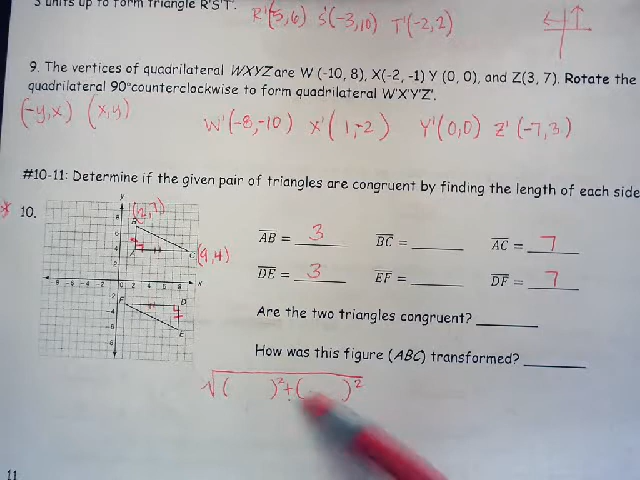 3 units up to form triangle R'S'T'.
R'(5,6) S'(-3,10) T'(-2,2)
9. The vertices of quadrilateral WXYZ are W (-10, 8), X(-2, -1) Y (0, 0), and Z(3, 7). Rotate the
quadrilateral 90°counterclockwise to form quadrilateral W'X'Y'Z'.
(-y,x) (x,y)
W'(-8,-10) X'(1,-2) Y'(0,0) Z'(-7,3)
#10-11: Determine if the given pair of triangles are congruent by finding the length of each side
10.
(2,7)
(9,4)
AB = 3 BC = ____ AC = 7
DE = 3 EF = ____ DF = 7
Are the two triangles congruent? ____
How was this figure (ABC) transformed? ____
√( )²+( )²
11